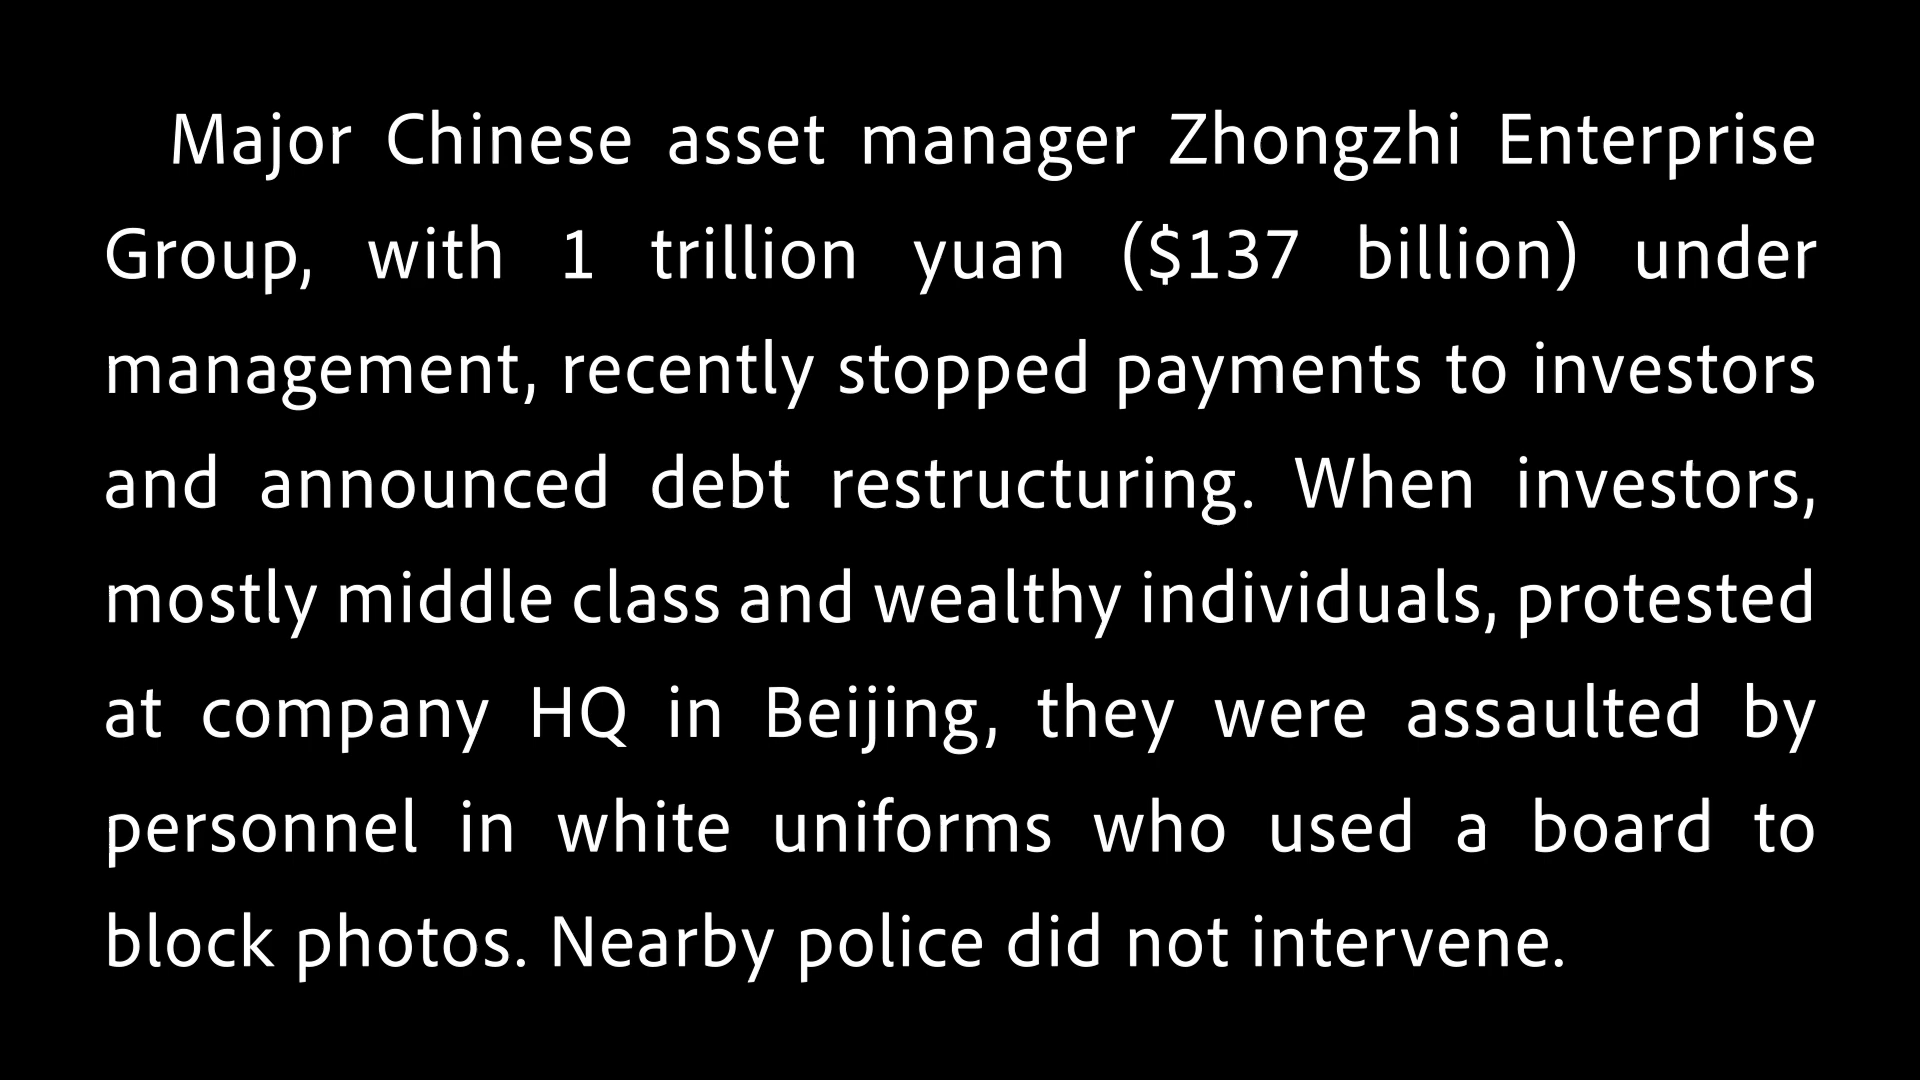 Major Chinese asset manager Zhongzhi Enterprise
Group, with 1 trillion yuan ($137 billion) under
management, recently stopped payments to investors
and announced debt restructuring. When investors,
mostly middle class and wealthy individuals, protested
at company HQ in Beijing, they were assaulted by
personnel in white uniforms who used a board to
block photos. Nearby police did not intervene.